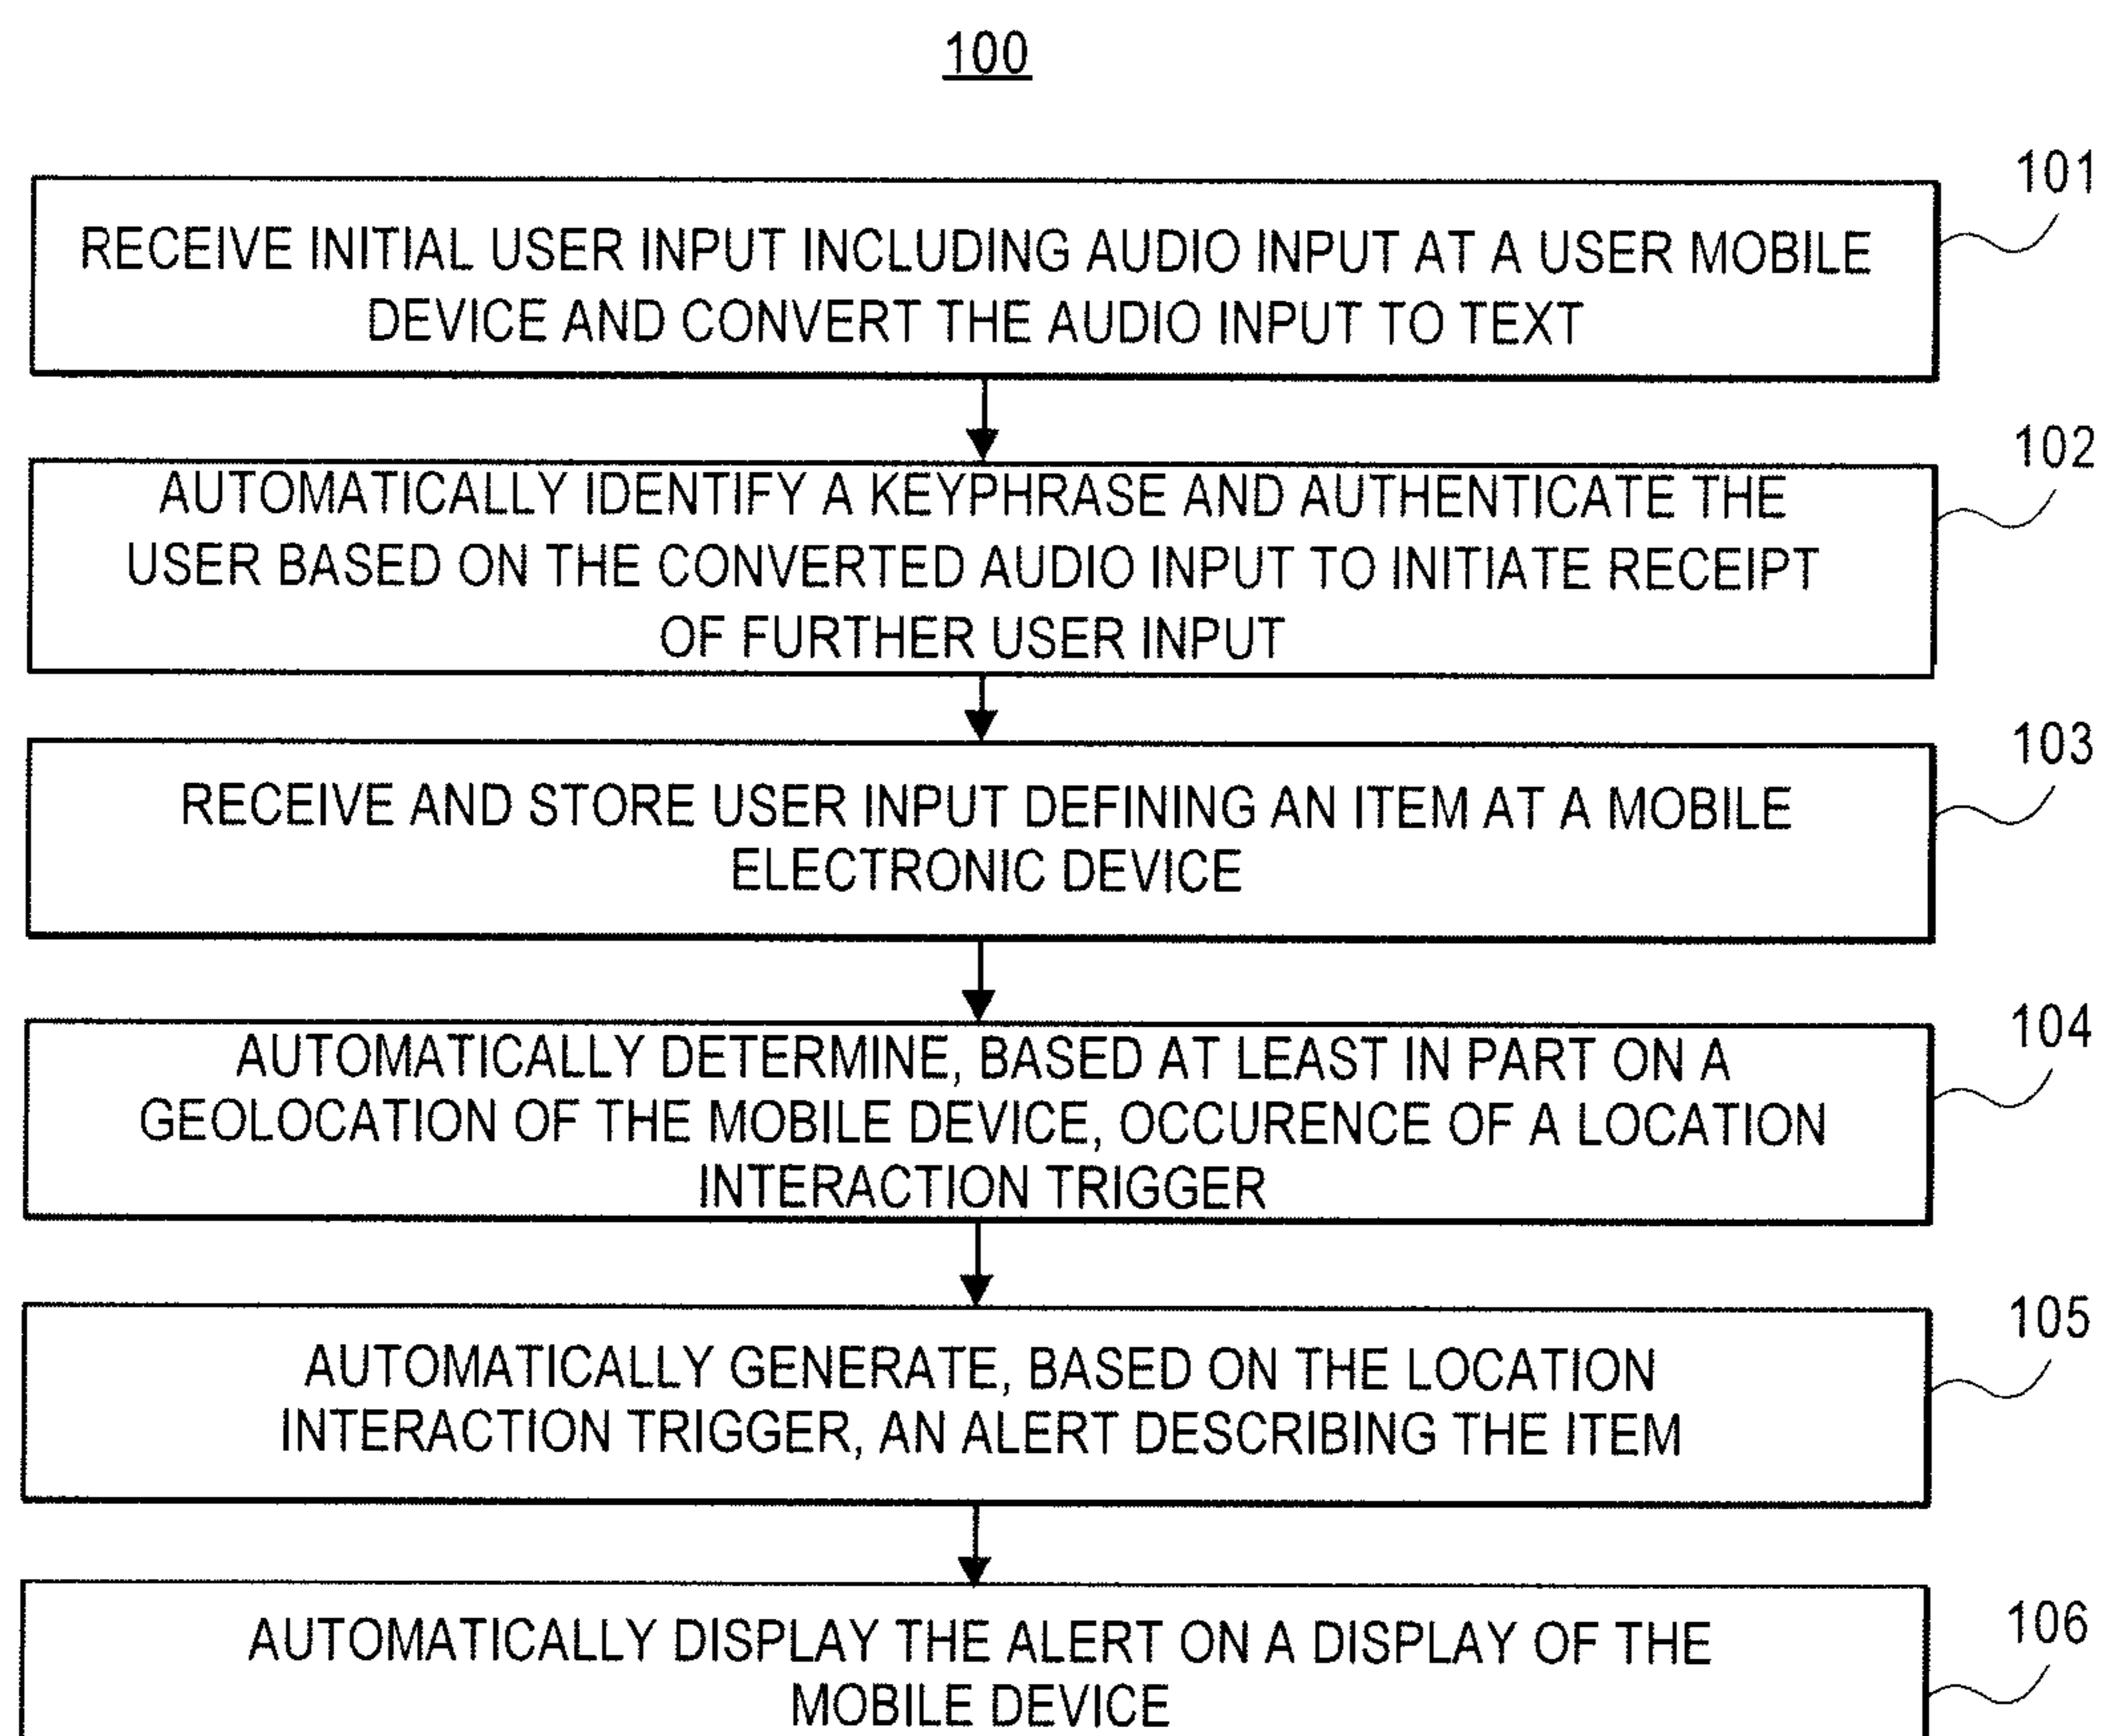 100
101
RECEIVE INITIAL USER INPUT INCLUDING AUDIO INPUT AT A USER MOBILE
DEVICE AND CONVERT THE AUDIO INPUT TO TEXT
102
AUTOMATICALLY IDENTIFY A KEYPHRASE AND AUTHENTICATE THE
USER BASED ON THE CONVERTED AUDIO INPUT TO INITIATE RECEIPT
OF FURTHER USER INPUT
103
RECEIVE AND STORE USER INPUT DEFINING AN ITEM AT A MOBILE
ELECTRONIC DEVICE
104
AUTOMATICALLY DETERMINE, BASED AT LEAST IN PART ON A
GEOLOCATION OF THE MOBILE DEVICE, OCCURENCE OF A LOCATION
INTERACTION TRIGGER
105
AUTOMATICALLY GENERATE, BASED ON THE LOCATION
INTERACTION TRIGGER, AN ALERT DESCRIBING THE ITEM
106
AUTOMATICALLY DISPLAY THE ALERT ON A DISPLAY OF THE
MOBILE DEVICE